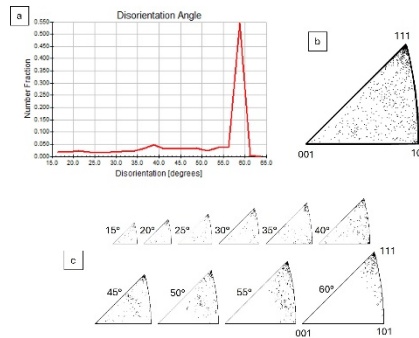 a
Disorientation Angle
Number Fraction
0.550
0.500
0.450
0.400
0.350
0.300
0.250
0.200
0.150
0.100
0.050
0.000
15.0 20.0 25.0 30.0 35.0 40.0 45.0 50.0 55.0 60.0 65.0
Disorientation [degrees]
b
111
001
10
15° 20° 25° 30° 35° 40°
c
111
45° 50° 55° 60°
001 101